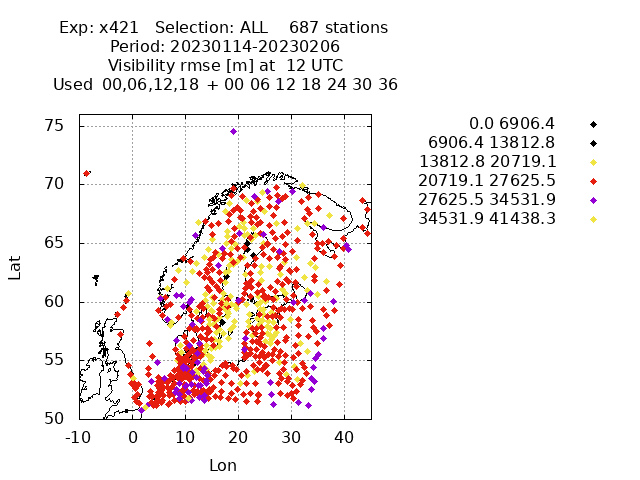 Exp: x421   Selection: ALL    687 stations
Period: 20230114-20230206
Visibility rmse [m] at  12 UTC
Used  00,06,12,18  + 00 06 12 18 24 30 36
0.0 6906.4
6906.4 13812.8
13812.8 20719.1
20719.1 27625.5
27625.5 34531.9
34531.9 41438.3
75
70
65
60
55
50
Lat
-10 0 10 20 30 40
Lon